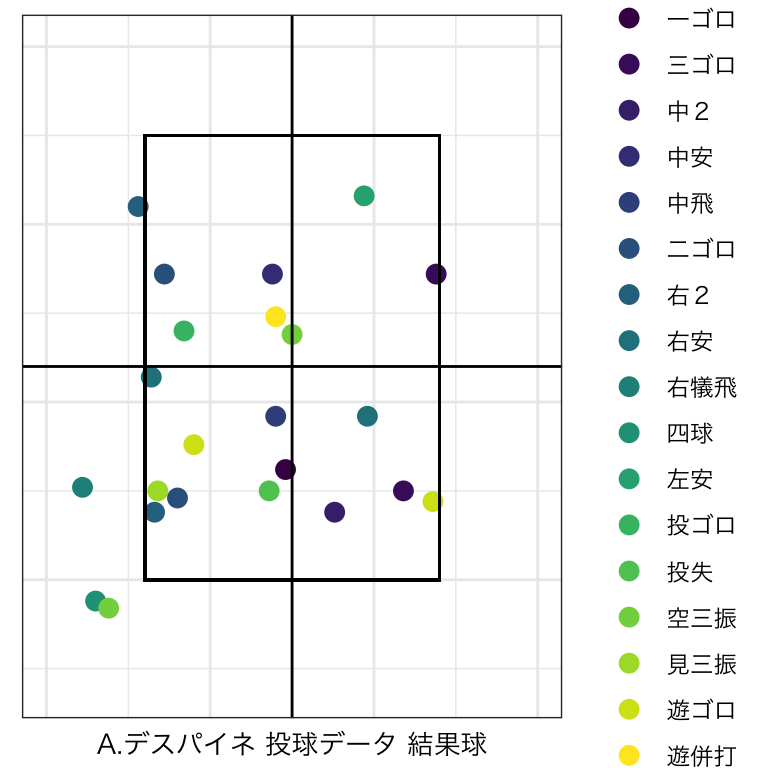 一ゴロ
三ゴロ
中２
中安
中飛
二ゴロ
右２
右安
右犠飛
四球
左安
投ゴロ
投失
空三振
見三振
遊ゴロ
遊併打
A.デスパイネ 投球データ 結果球